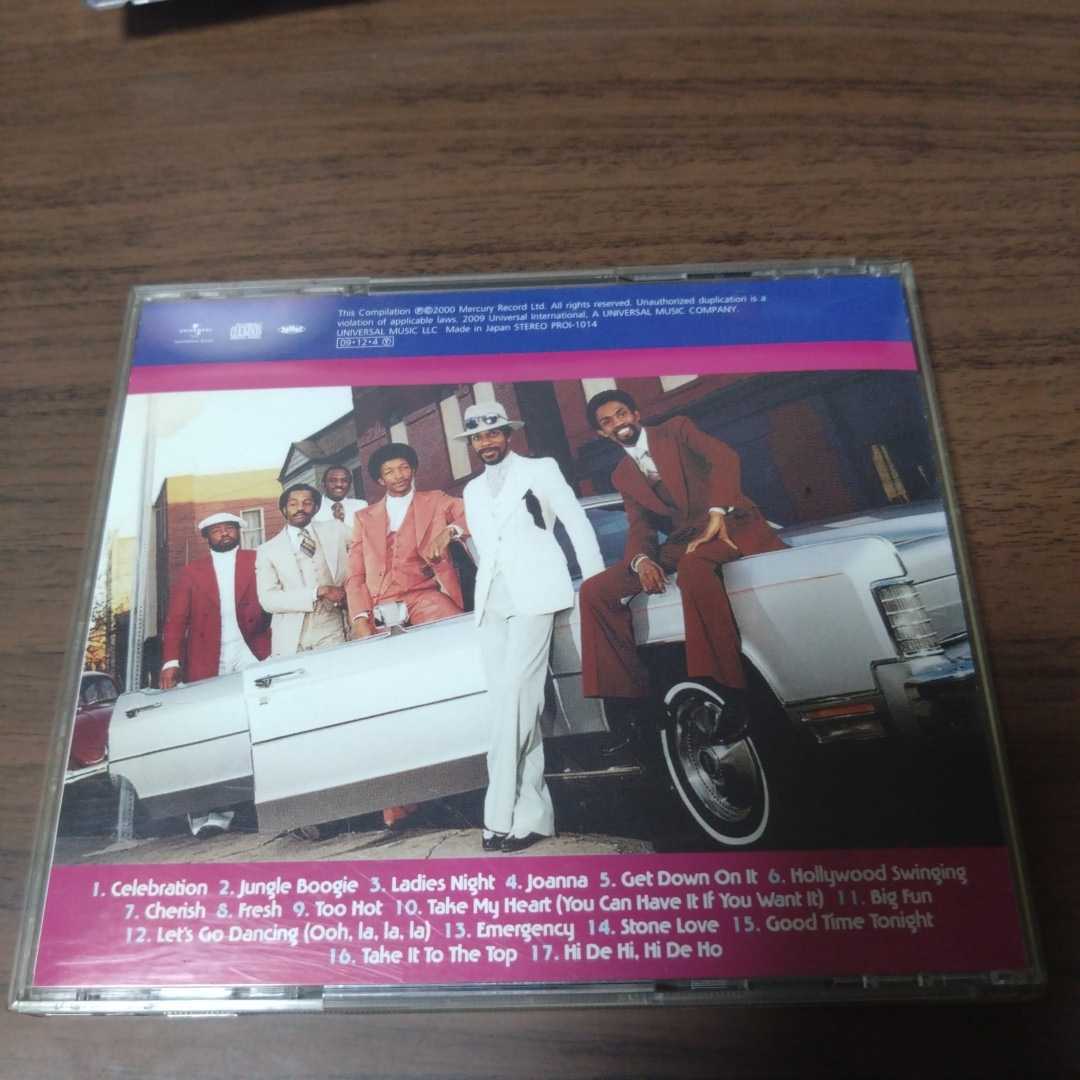 This Compilation ℗©2000 Mercury Record Ltd. All rights reserved. Unauthorized duplication is a
violation of applicable laws. 2009 Universal International, A UNIVERSAL MUSIC COMPANY.
UNIVERSAL MUSIC LLC Made in Japan STEREO PROI-1014
09・12・4 Ⓨ
1. Celebration 2. Jungle Boogie 3. Ladies Night 4. Joanna 5. Get Down On It 6. Hollywood Swinging
7. Cherish 8. Fresh 9. Too Hot 10. Take My Heart (You Can Have It If You Want It) 11. Big Fun
12. Let's Go Dancing (Ooh, la, la, la) 13. Emergency 14. Stone Love 15. Good Time Tonight
16. Take It To The Top 17. Hi De Hi, Hi De Ho